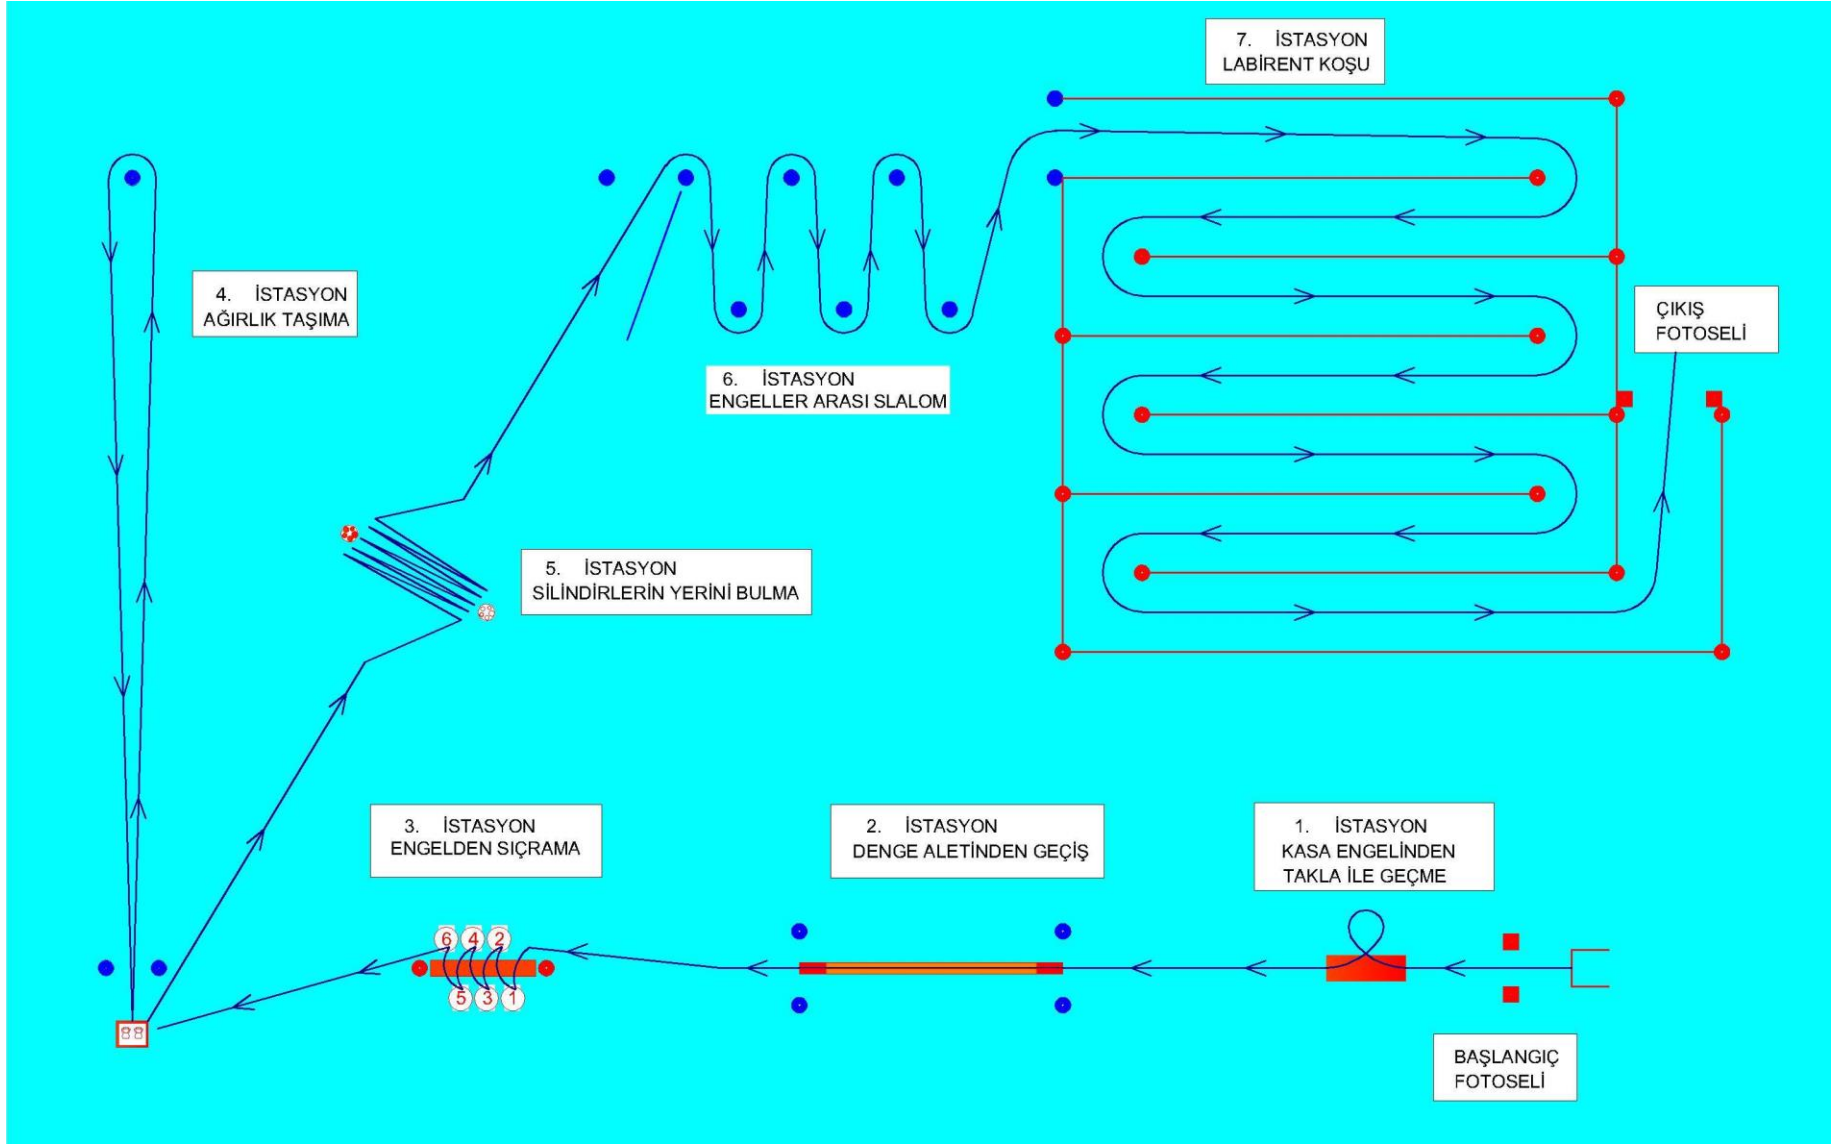 7. İSTASYON
LABİRENT KOŞU
4. İSTASYON
AĞIRLIK TAŞIMA
ÇIKIŞ
FOTOSELİ
6. İSTASYON
ENGELLER ARASI SLALOM
5. İSTASYON
SİLİNDİRLERİN YERİNİ BULMA
3. İSTASYON
ENGELDEN SIÇRAMA
2. İSTASYON
DENGE ALETİNDEN GEÇİŞ
1. İSTASYON
KASA ENGELİNDEN
TAKLA İLE GEÇME
6 4 2
5 3 1
BAŞLANGIÇ
FOTOSELİ